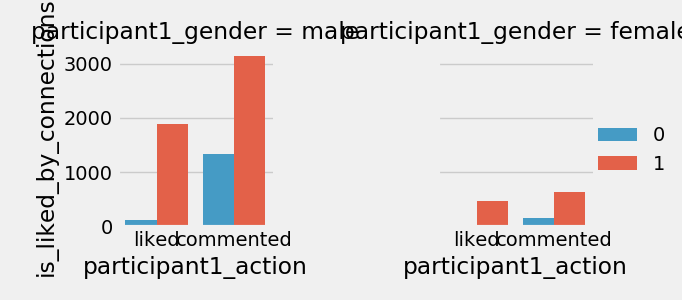 participant1_gender = male
participant1_gender = female
is_liked_by_connections
3000
2000
1000
0
liked
commented
liked
commented
participant1_action
participant1_action
0
1